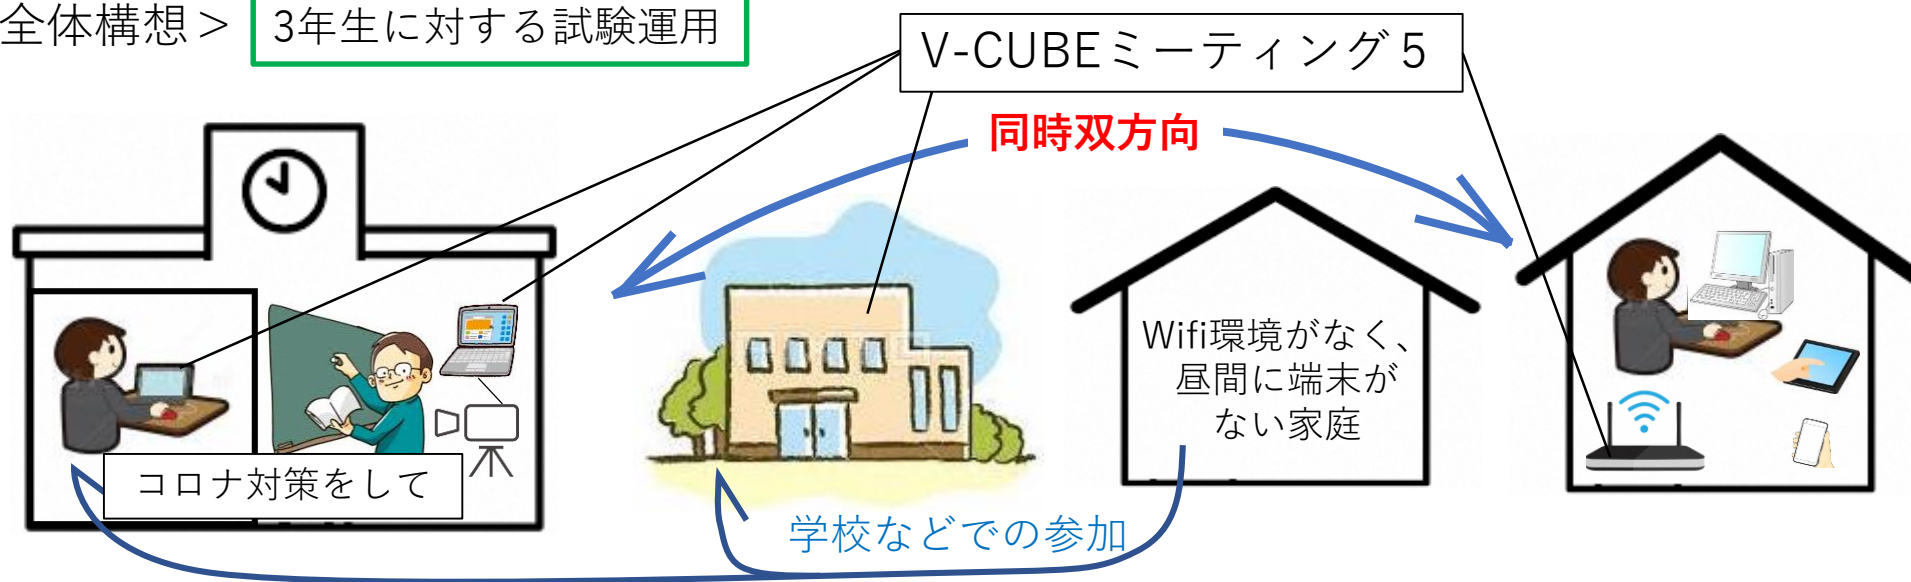 全体構想＞
3年生に対する試験運用
V-CUBEミーティング５
同時双方向
Wifi環境がなく、
昼間に端末が
ない家庭
コロナ対策をして
学校などでの参加